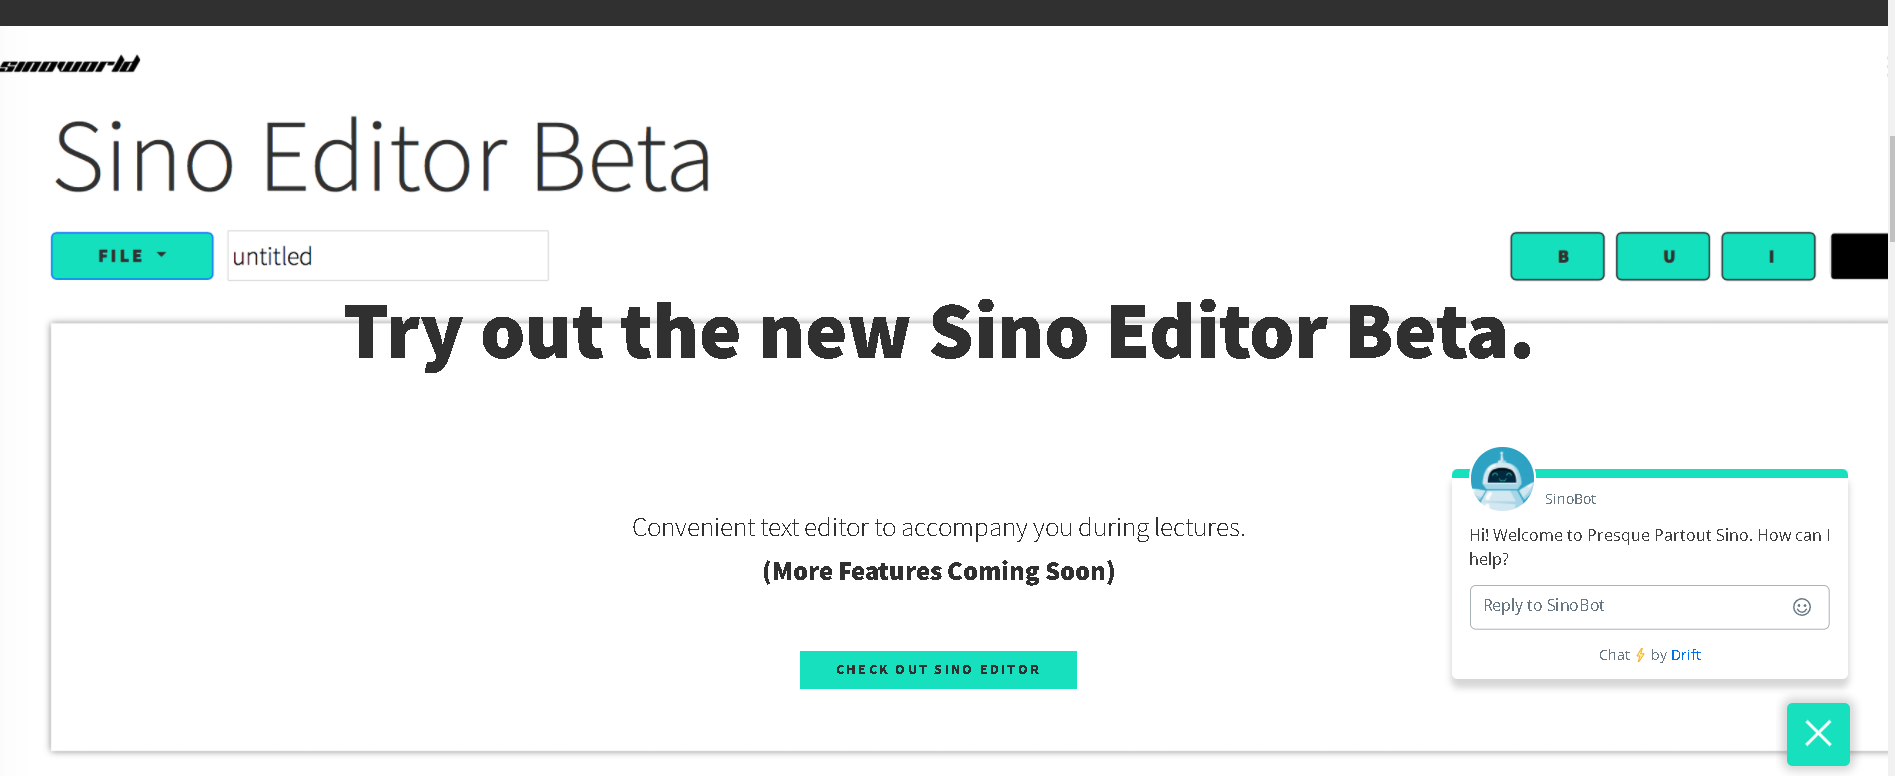 sinoworld
Sino Editor Beta
FILE
untitled
B
U
I
Try out the new Sino Editor Beta.
Convenient text editor to accompany you during lectures.
(More Features Coming Soon)
CHECK OUT SINO EDITOR
SinoBot
Hi! Welcome to Presque Partout Sino. How can I
help?
Reply to SinoBot
Chat ⚡ by Drift